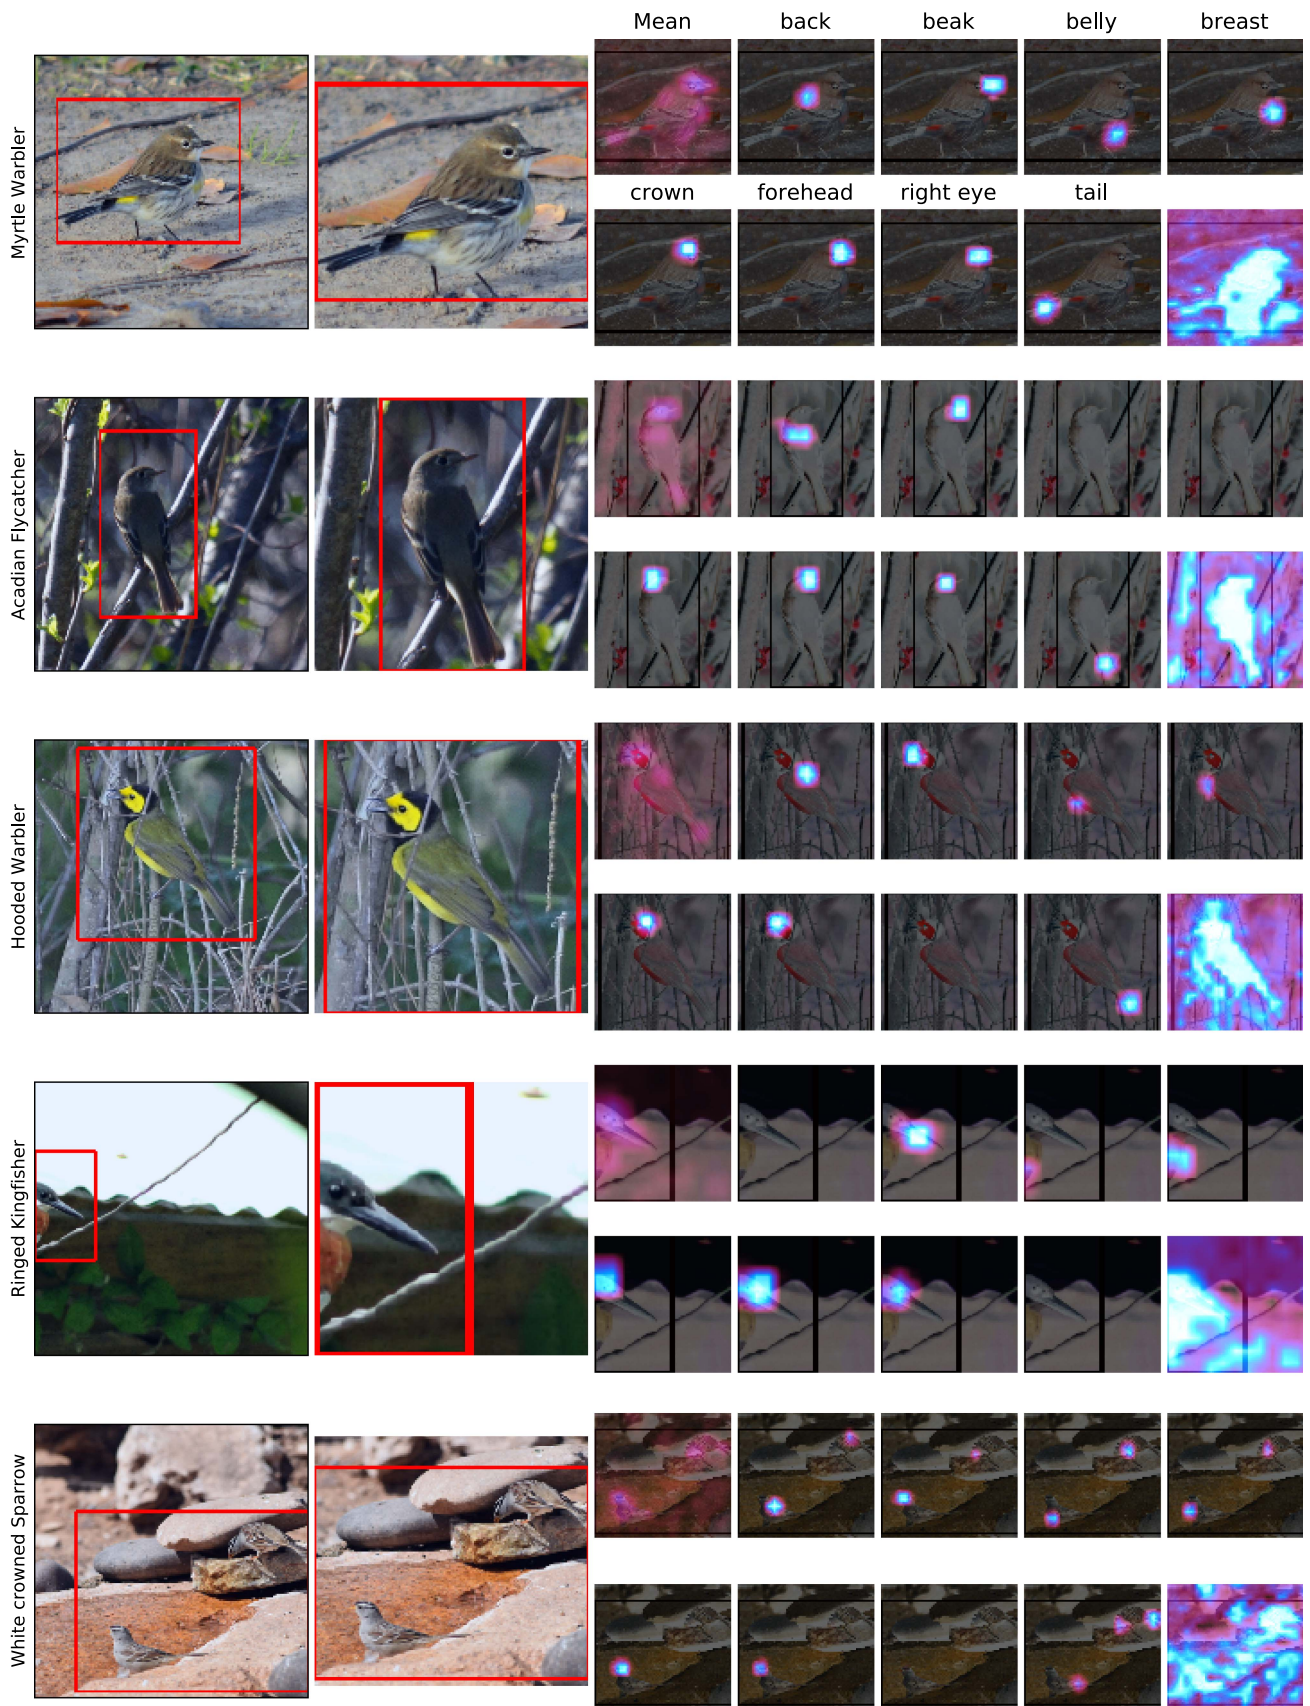 Mean back beak belly breast
crown forehead right eye tail
Myrtle Warbler
Acadian Flycatcher
Hooded Warbler
Ringed Kingfisher
White crowned Sparrow